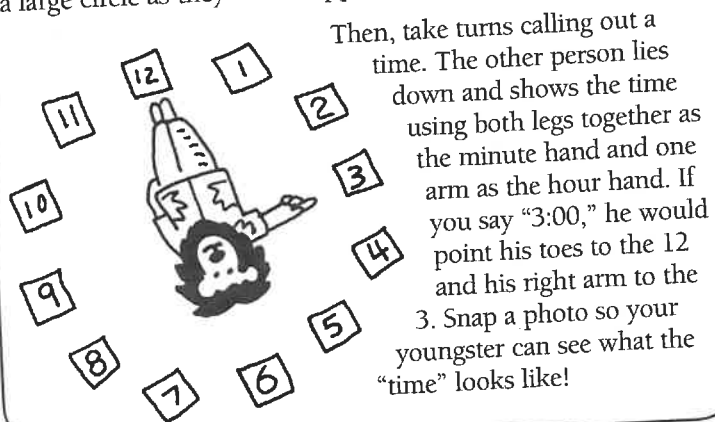 a large circle as they
Then, take turns calling out a
time. The other person lies
down and shows the time
using both legs together as
the minute hand and one
arm as the hour hand. If
you say “3:00,” he would
point his toes to the 12
and his right arm to the
3. Snap a photo so your
youngster can see what the
“time” looks like!
12
1
2
3
4
5
6
7
8
9
10
11